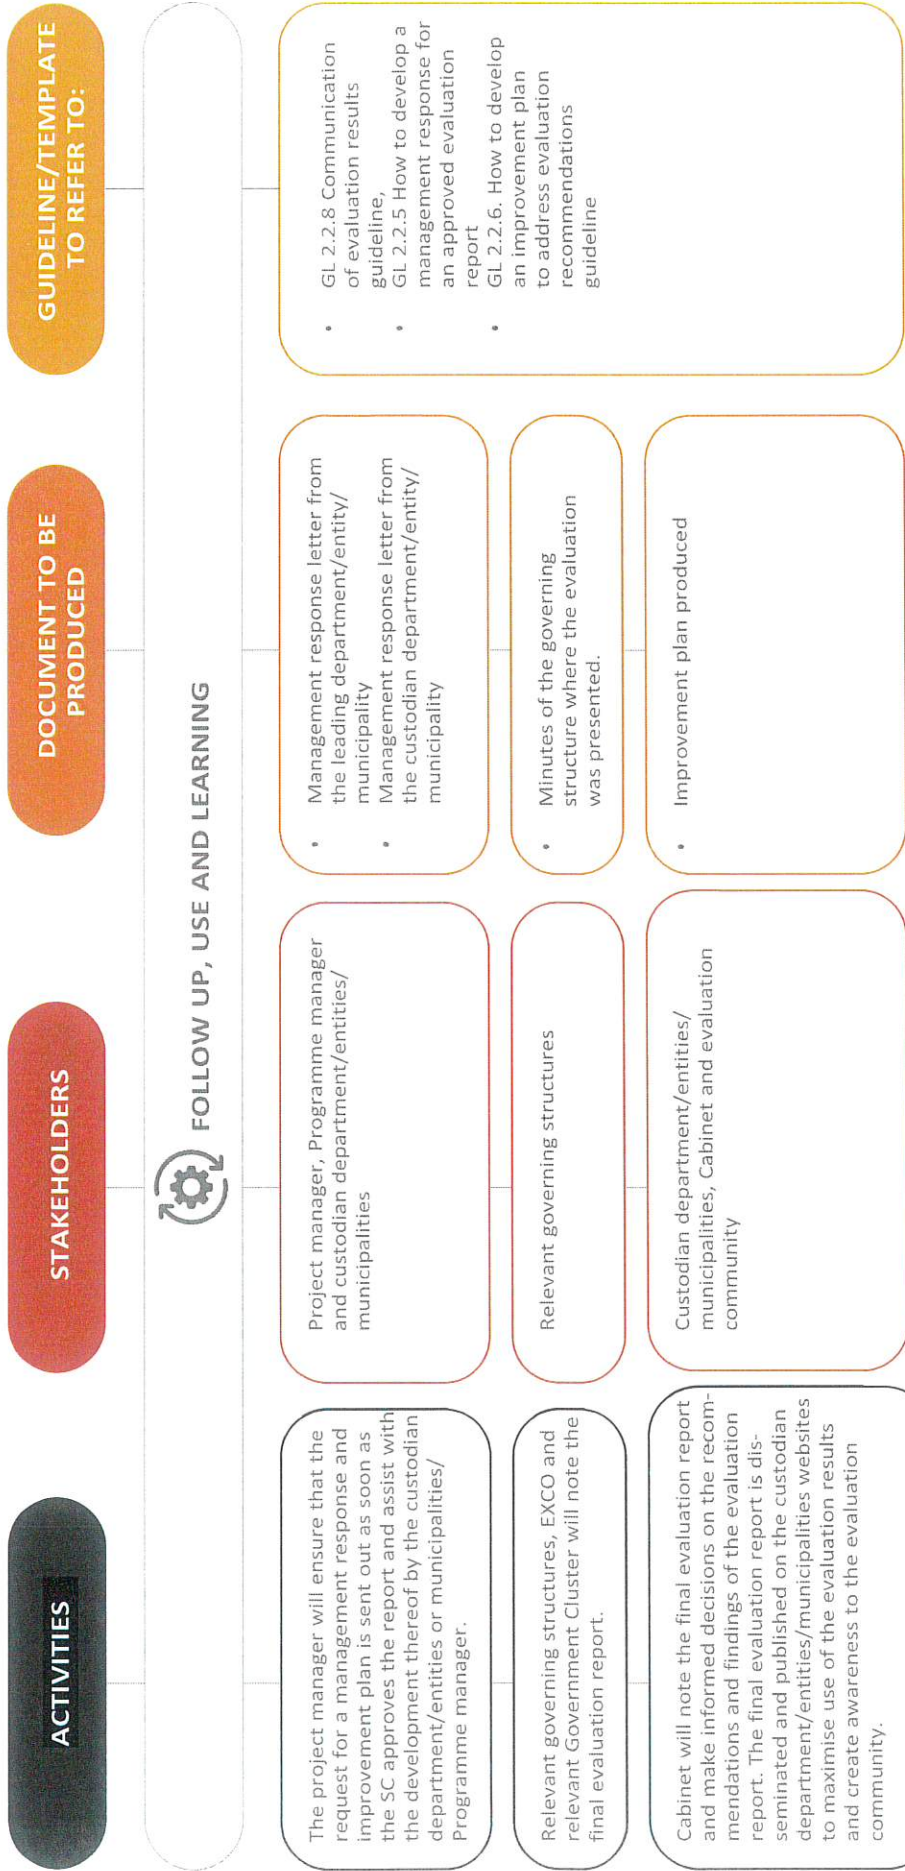 ACTIVITIES
STAKEHOLDERS
DOCUMENT TO BE
PRODUCED
GUIDELINE/TEMPLATE
TO REFER TO:
FOLLOW UP, USE AND LEARNING
The project manager will ensure that the
request for a management response and
improvement plan is sent out as soon as
the SC approves the report and assist with
the development thereof by the custodian
department/entities or municipalities/
Programme manager.
Project manager, Programme manager
and custodian department/entities/
municipalities
• Management response letter from
the leading department/entity/
municipality
• Management response letter from
the custodian department/entity/
municipality
• GL 2.2.8 Communication
of evaluation results
guideline,
• GL 2.2.5 How to develop a
management response for
an approved evaluation
report
• GL 2.2.6. How to develop
an improvement plan
to address evaluation
recommendations
guideline
Relevant governing structures, EXCO and
relevant Government Cluster will note the
final evaluation report.
Relevant governing structures
• Minutes of the governing
structure where the evaluation
was presented.
Cabinet will note the final evaluation report
and make informed decisions on the recom-
mendations and findings of the evaluation
report. The final evaluation report is dis-
seminated and published on the custodian
department/entities/municipalities websites
to maximise use of the evaluation results
and create awareness to the evaluation
community.
Custodian department/entities/
municipalities, Cabinet and evaluation
community
• Improvement plan produced